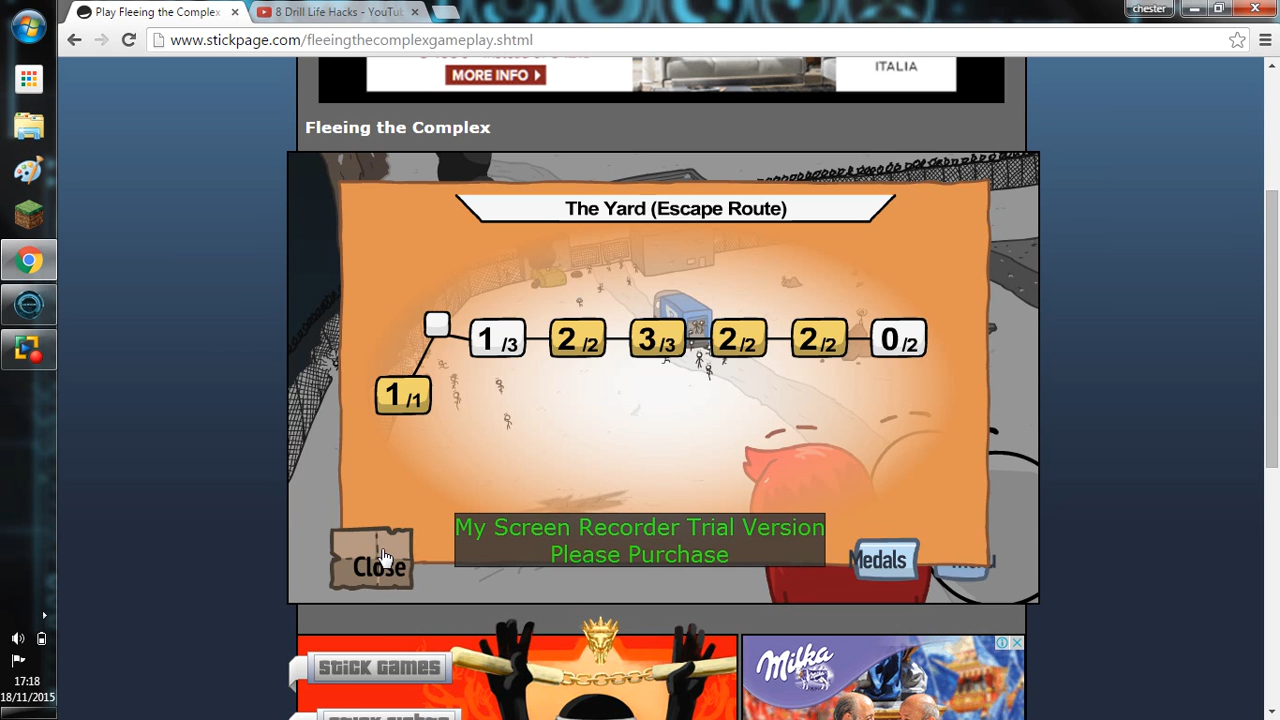 Play Fleeing the Complex
8 Drill Life Hacks - YouTub
chester
www.stickpage.com/fleeingthecomplexgameplay.shtml
MORE INFO
ITALIA
Fleeing the Complex
The Yard (Escape Route)
1/3
2/2
3/3
2/2
2/2
0/2
1/1
My Screen Recorder Trial Version
Please Purchase
Close
Medals
Menu
STICK GAMES
Milka
17:18
18/11/2015